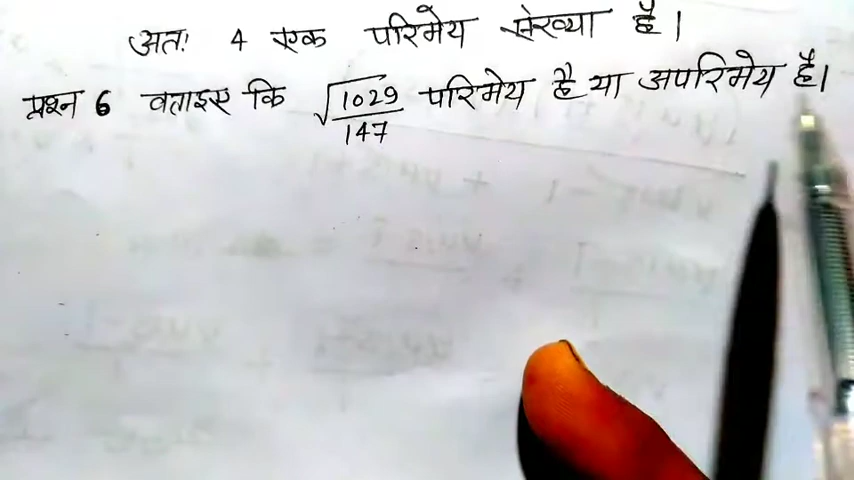 अतः 4 एक परिमेय संख्या है।
प्रश्न 6 बताइए कि √1029/147 परिमेय है या अपरिमेय है।